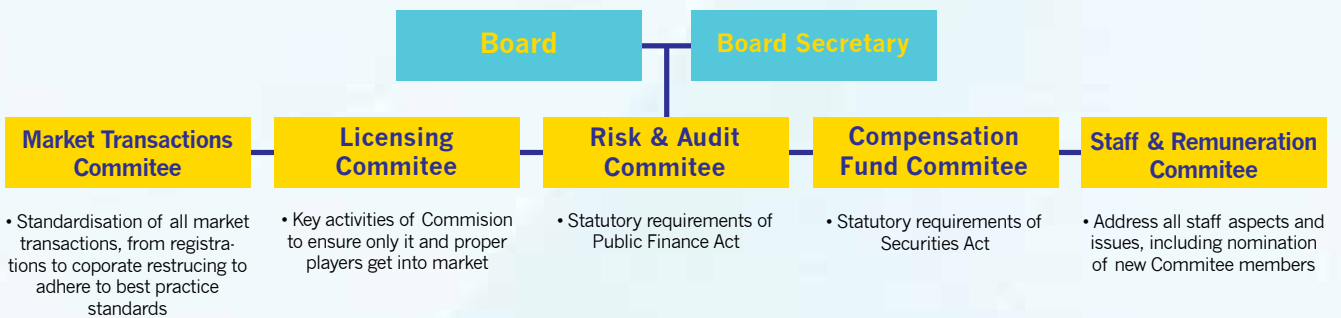 Board
Board Secretary
Market Transactions
Commitee
Licensing
Commitee
Risk & Audit
Commitee
Compensation
Fund Commitee
Staff & Remuneration
Commitee
• Standardisation of all market
transactions, from registra-
tions to coporate restrucing to
adhere to best practice
standards
• Key activities of Commision
to ensure only it and proper
players get into market
• Statutory requirements of
Public Finance Act
• Statutory requirements of
Securities Act
• Address all staff aspects and
issues, including nomination
of new Commitee members